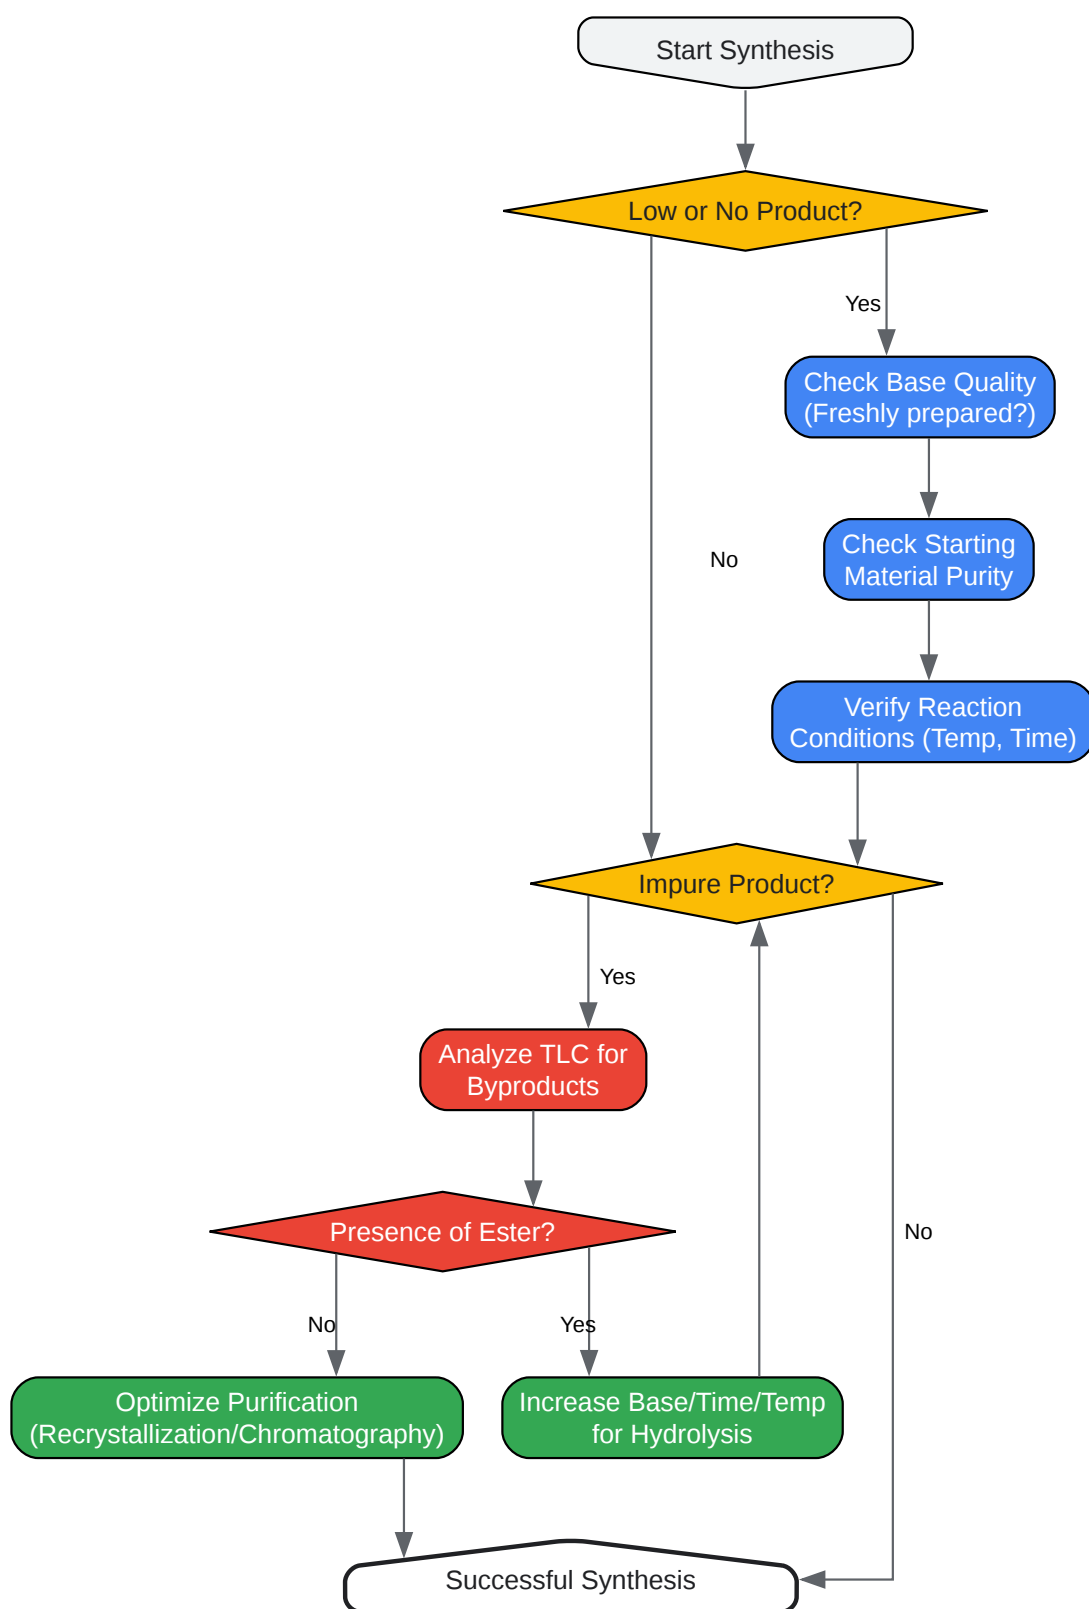 Start Synthesis
Low or No Product?
Yes
Check Base Quality
(Freshly prepared?)
Check Starting
Material Purity
No
Verify Reaction
Conditions (Temp, Time)
Impure Product?
Yes
Analyze TLC for
Byproducts
Presence of Ester?
No
No
Yes
Optimize Purification
(Recrystallization/Chromatography)
Increase Base/Time/Temp
for Hydrolysis
Successful Synthesis